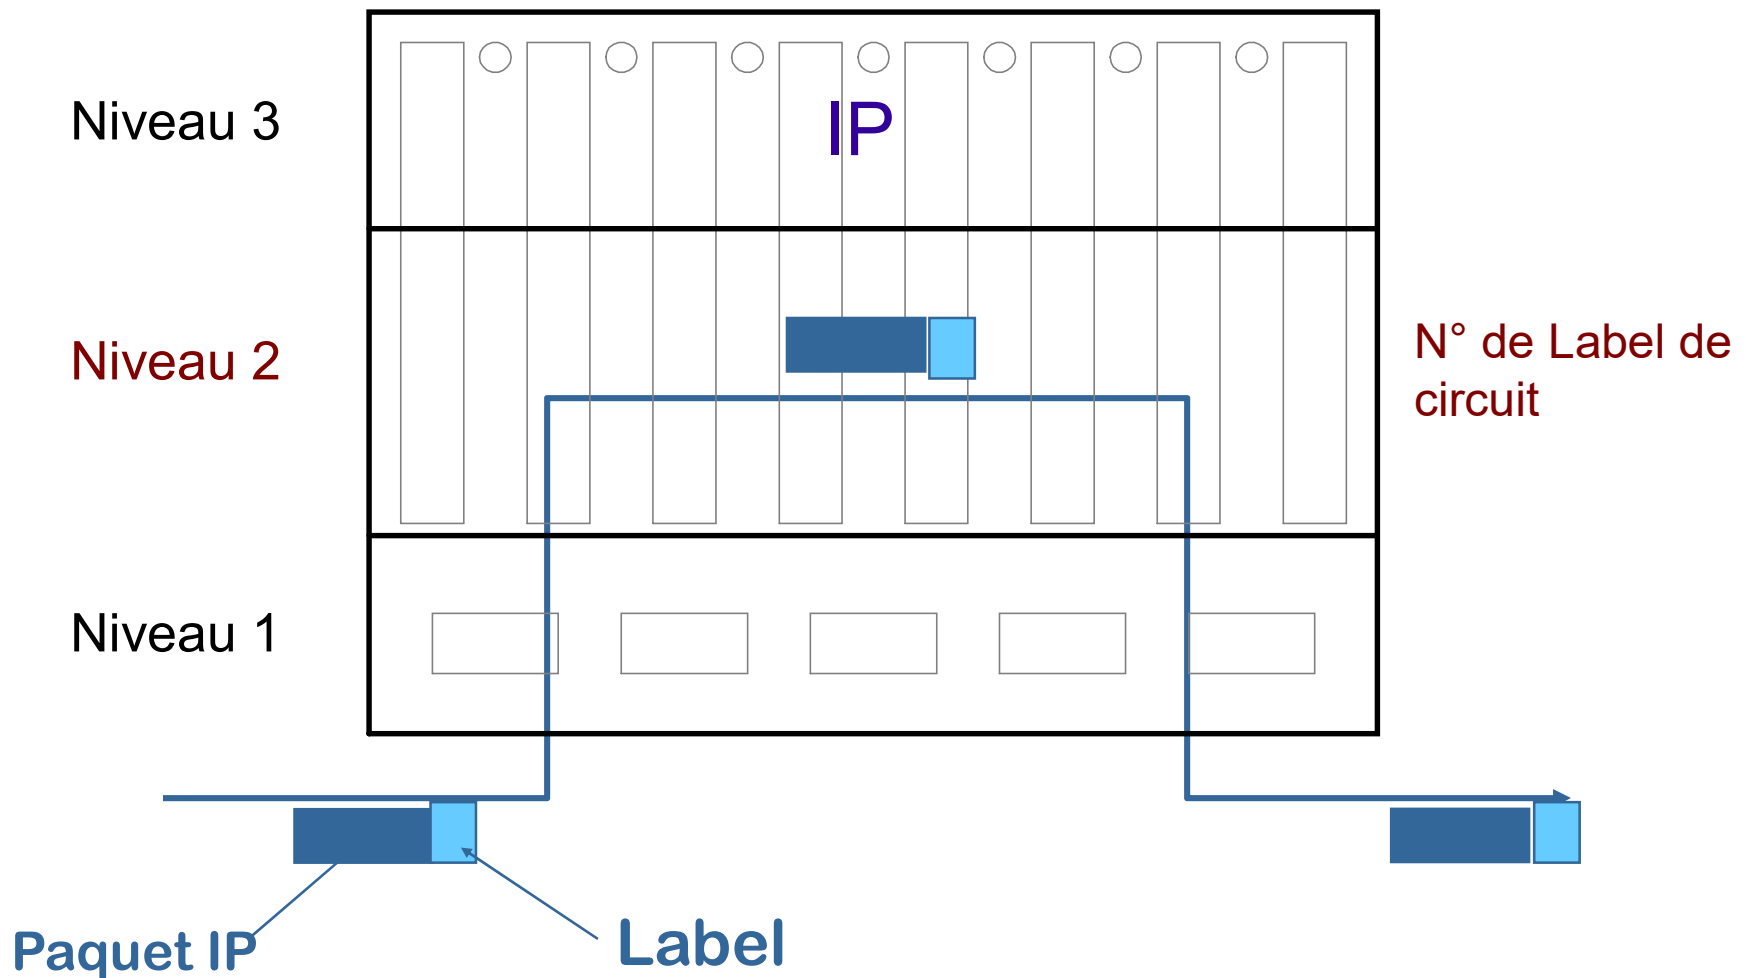 Niveau 3
IP
Niveau 2
N° de Label de
circuit
Niveau 1
Paquet IP
Label